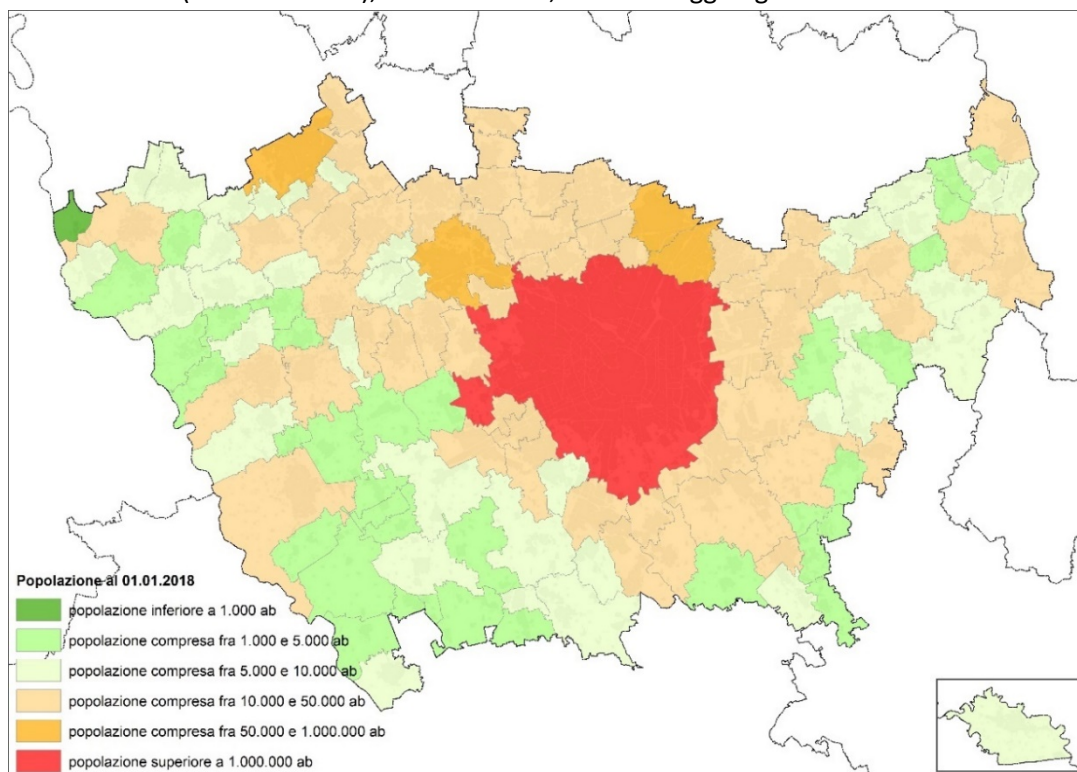 Popolazione al 01.01.2018
popolazione inferiore a 1.000 ab
popolazione compresa fra 1.000 e 5.000 ab
popolazione compresa fra 5.000 e 10.000 ab
popolazione compresa fra 10.000 e 50.000 ab
popolazione compresa fra 50.000 e 1.000.000 ab
popolazione superiore a 1.000.000 ab